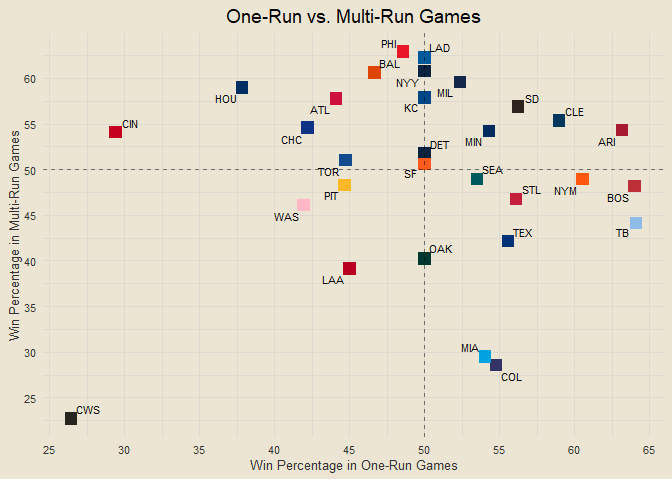 One-Run vs. Multi-Run Games
PHI
LAD
BAL
60
NYY
MIL
HOU
ATL
KC
SD
CLE
55
CIN
CHC
MIN
ARI
DET
50
TOR
SF
SEA
PIT
STL
NYM
BOS
45
WAS
TEX
TB
OAK
40
LAA
35
30
MIA
COL
25
CWS
25
30
35
40
45
50
55
60
65
Win Percentage in One-Run Games
Win Percentage in Multi-Run Games